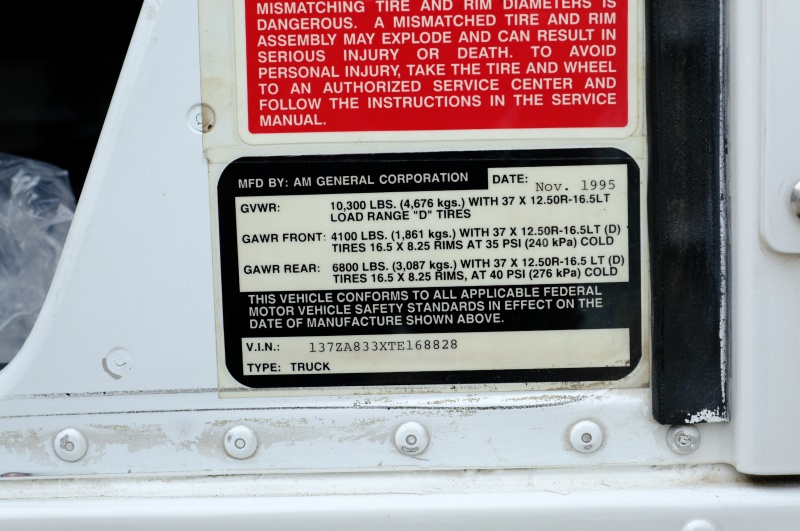 MISMATCHING TIRE AND RIM DIAMETERS IS
DANGEROUS. A MISMATCHED TIRE AND RIM
ASSEMBLY MAY EXPLODE AND CAN RESULT IN
SERIOUS INJURY OR DEATH. TO AVOID
PERSONAL INJURY, TAKE THE TIRE AND WHEEL
TO AN AUTHORIZED SERVICE CENTER AND
FOLLOW THE INSTRUCTIONS IN THE SERVICE
MANUAL.
MFD BY: AM GENERAL CORPORATION DATE: Nov. 1995
GVWR: 10,300 LBS. (4,676 kgs.) WITH 37 X 12.50R-16.5LT
LOAD RANGE "D" TIRES
GAWR FRONT: 4100 LBS. (1,861 kgs.) WITH 37 X 12.50R-16.5LT (D)
TIRES 16.5 X 8.25 RIMS AT 35 PSI (240 kPa) COLD
GAWR REAR: 6800 LBS. (3,087 kgs.) WITH 37 X 12.50R-16.5 LT (D)
TIRES 16.5 X 8.25 RIMS, AT 40 PSI (276 kPa) COLD
THIS VEHICLE CONFORMS TO ALL APPLICABLE FEDERAL
MOTOR VEHICLE SAFETY STANDARDS IN EFFECT ON THE
DATE OF MANUFACTURE SHOWN ABOVE.
V.I.N.: 137ZA833XTE168828
TYPE: TRUCK